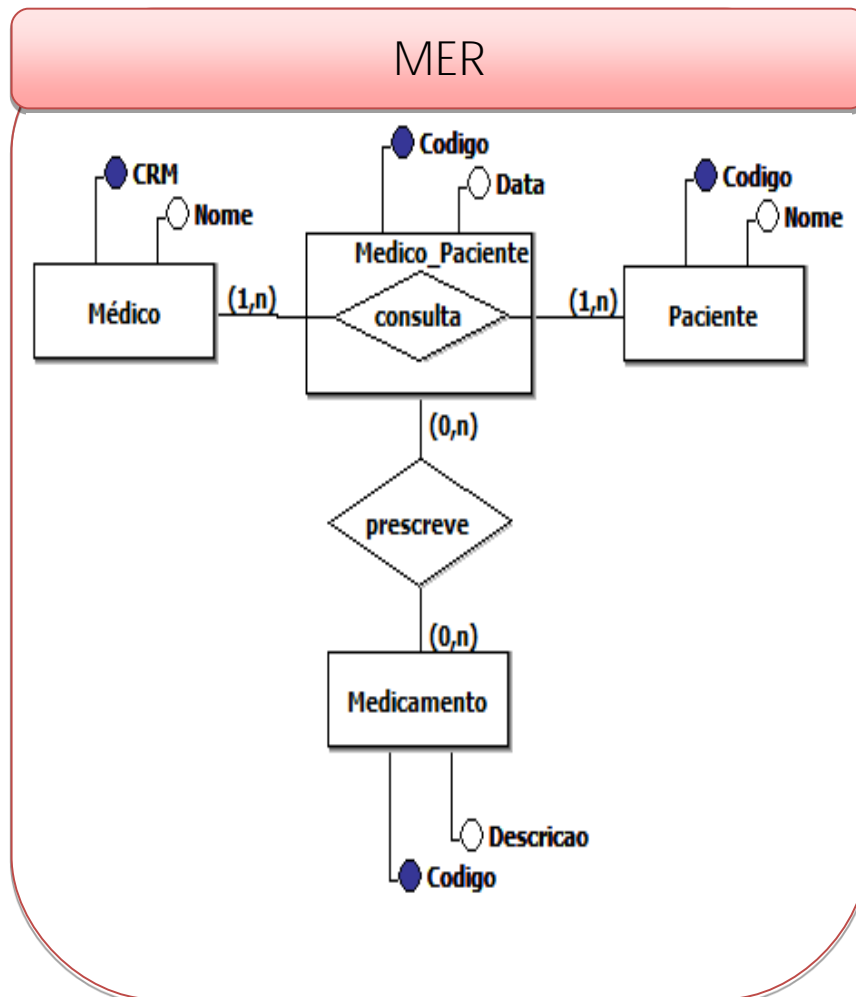 MER
Codigo
CRM
Data
Codigo
Nome
Nome
Medico_Paciente
Médico
(1,n)
consulta
(1,n)
Paciente
(0,n)
prescreve
(0,n)
Medicamento
Descricao
Codigo